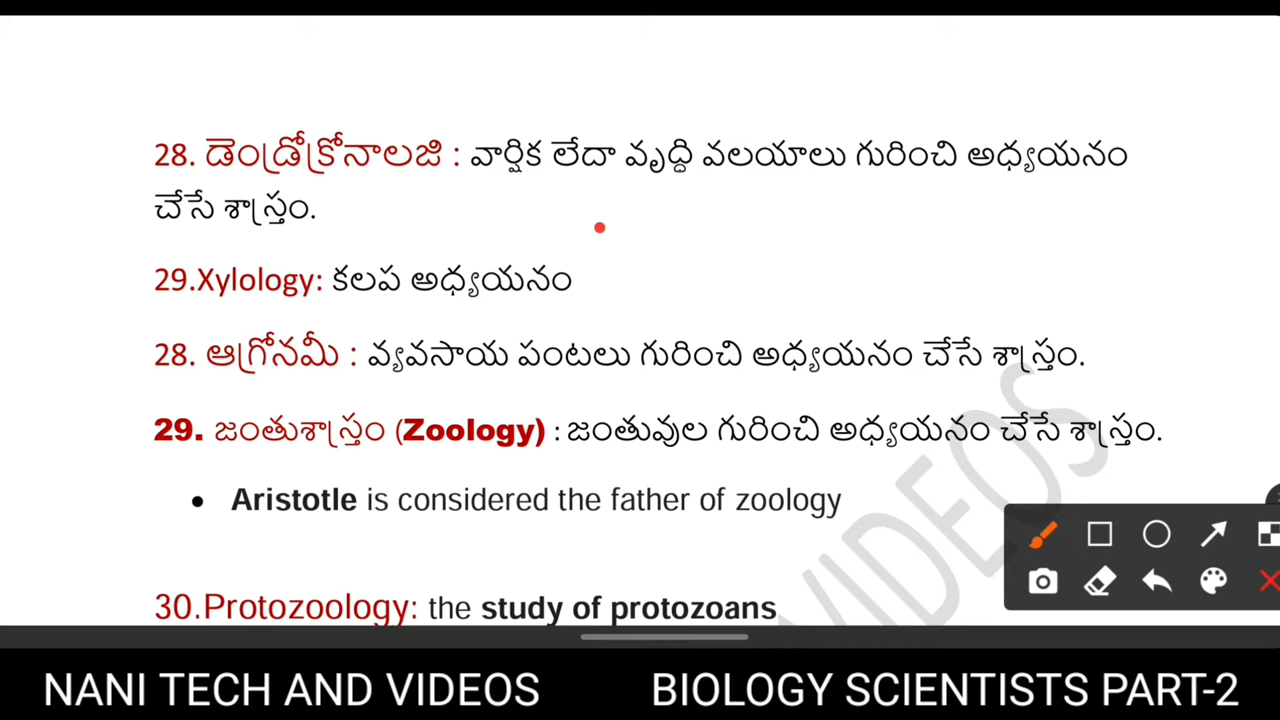 28. డెండ్రోక్రోనాలజి : వార్షిక లేదా వృద్ధి వలయాలు గురించి అధ్యయనం
చేసే శాస్త్రం.
29.Xylology: కలప అధ్యయనం
28. ఆగ్రోనమీ : వ్యవసాయ పంటలు గురించి అధ్యయనం చేసే శాస్త్రం.
29. జంతుశాస్త్రం (Zoology) : జంతువుల గురించి అధ్యయనం చేసే శాస్త్రం.
• Aristotle is considered the father of zoology
30.Protozoology: the study of protozoans
VIDEOS
NANI TECH AND VIDEOS BIOLOGY SCIENTISTS PART-2